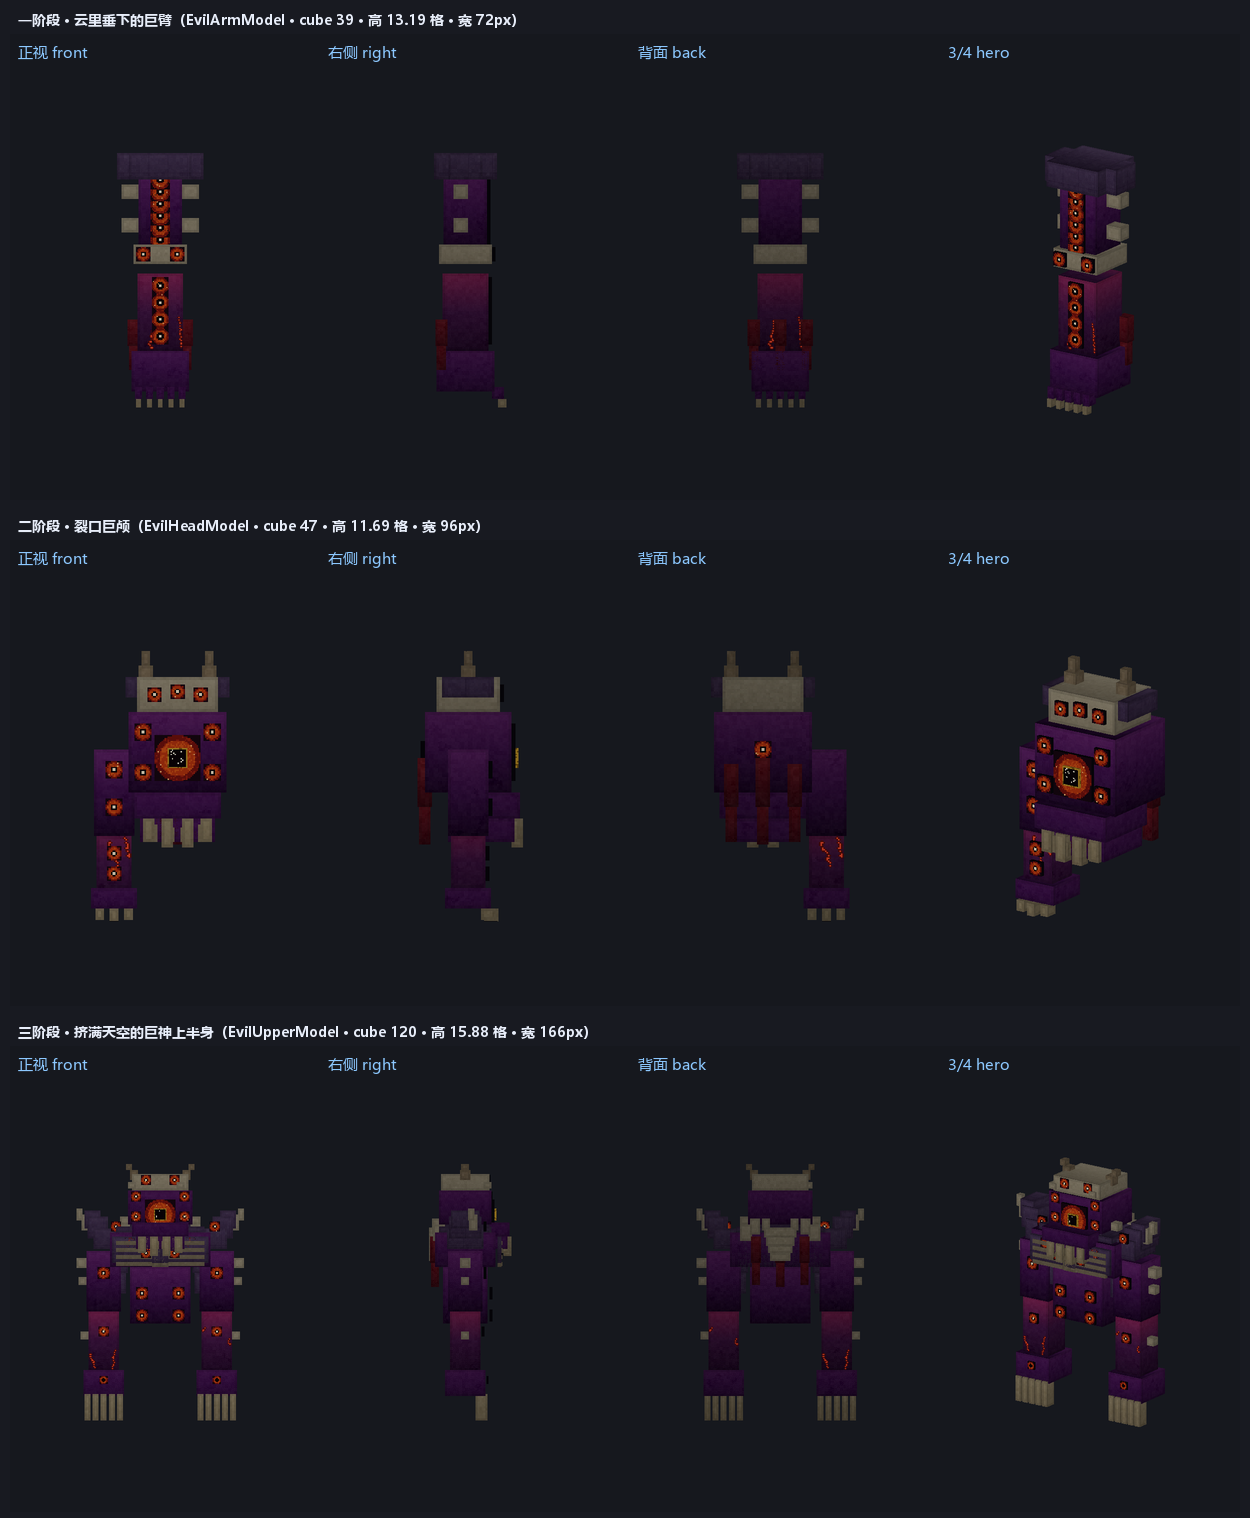 一阶段 • 云里垂下的巨臂（EvilArmModel • cube 39 • 高 13.19 格 • 宽 72px）
正视 front
右侧 right
背面 back
3/4 hero
二阶段 • 裂口巨颅（EvilHeadModel • cube 47 • 高 11.69 格 • 宽 96px）
正视 front
右侧 right
背面 back
3/4 hero
三阶段 • 挤满天空的巨神上半身（EvilUpperModel • cube 120 • 高 15.88 格 • 宽 166px）
正视 front
右侧 right
背面 back
3/4 hero